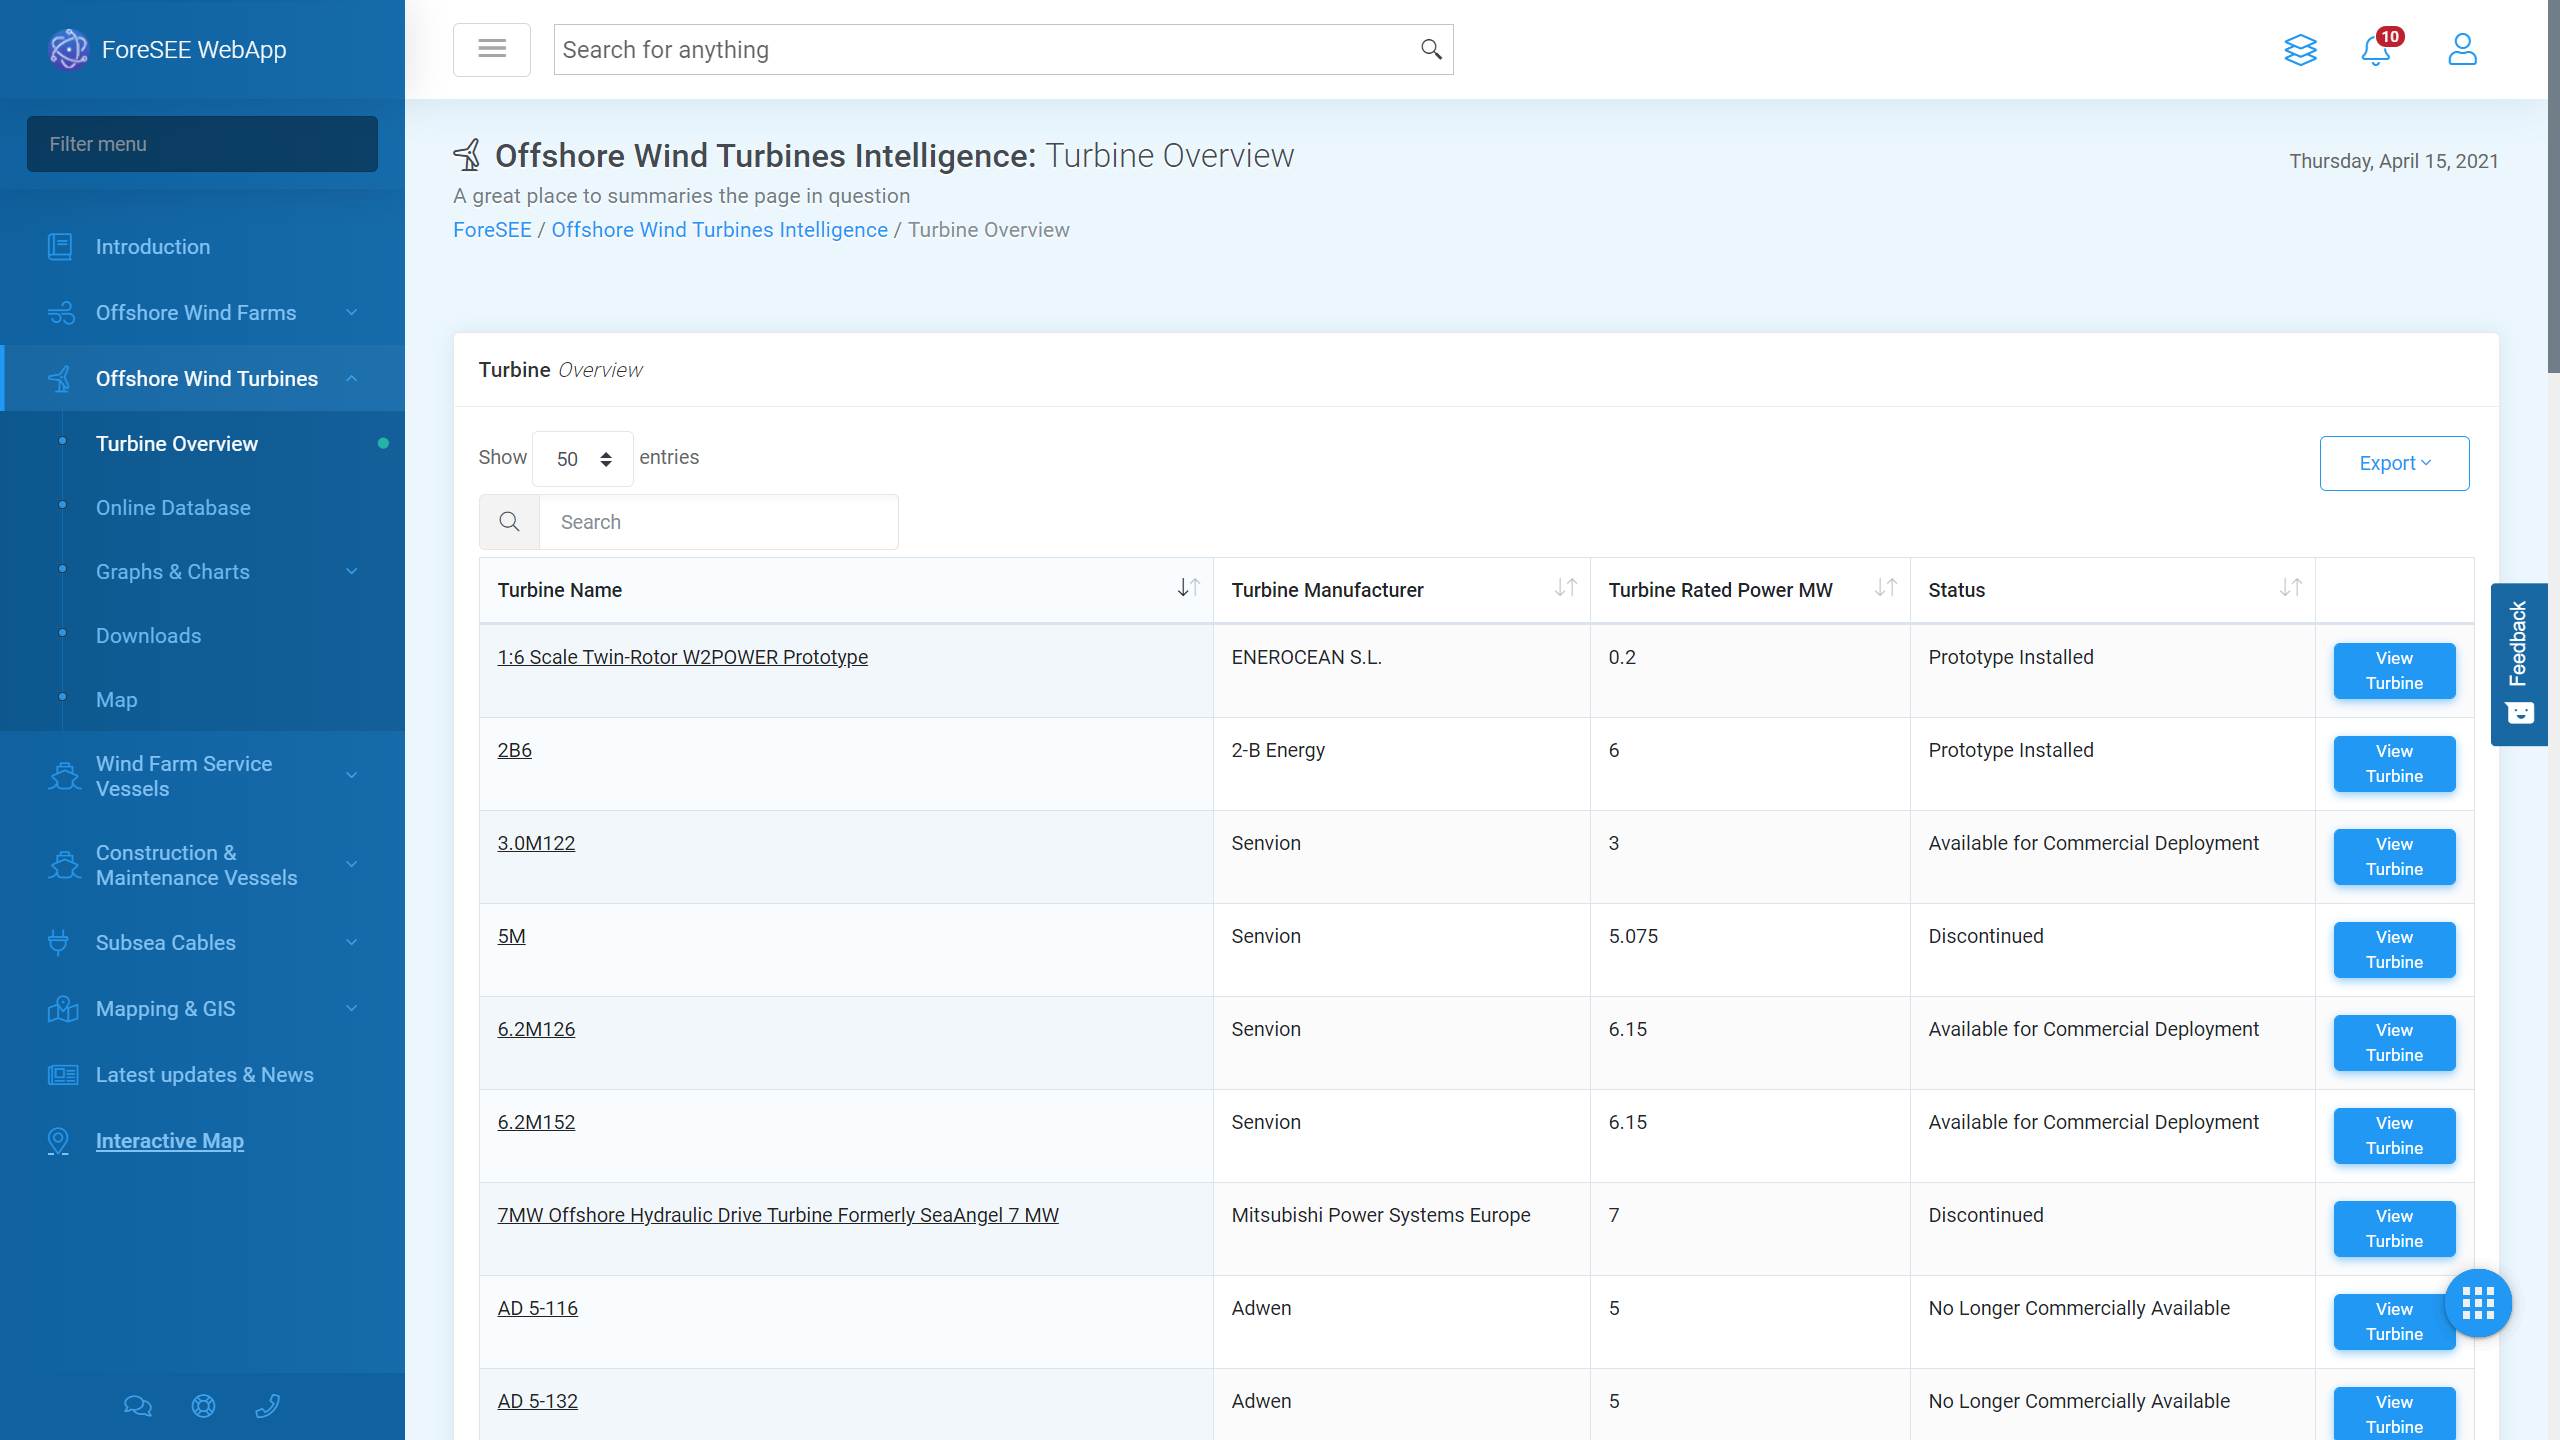 ForeSEE WebApp
Search for anything
10
Filter menu
Introduction
Offshore Wind Farms
Offshore Wind Turbines
Turbine Overview
Online Database
Graphs & Charts
Downloads
Map
Wind Farm Service
Vessels
Construction &
Maintenance Vessels
Subsea Cables
Mapping & GIS
Latest updates & News
Interactive Map
Offshore Wind Turbines Intelligence: Turbine Overview
Thursday, April 15, 2021
A great place to summaries the page in question
ForeSEE / Offshore Wind Turbines Intelligence / Turbine Overview
Turbine Overview
Show 50 entries
Export
Search
Turbine Name Turbine Manufacturer Turbine Rated Power MW Status
1:6 Scale Twin-Rotor W2POWER Prototype ENEROCEAN S.L. 0.2 Prototype Installed View Turbine
2B6 2-B Energy 6 Prototype Installed View Turbine
3.0M122 Senvion 3 Available for Commercial Deployment View Turbine
5M Senvion 5.075 Discontinued View Turbine
6.2M126 Senvion 6.15 Available for Commercial Deployment View Turbine
6.2M152 Senvion 6.15 Available for Commercial Deployment View Turbine
7MW Offshore Hydraulic Drive Turbine Formerly SeaAngel 7 MW Mitsubishi Power Systems Europe 7 Discontinued View Turbine
AD 5-116 Adwen 5 No Longer Commercially Available View Turbine
AD 5-132 Adwen 5 No Longer Commercially Available View Turbine
Feedback